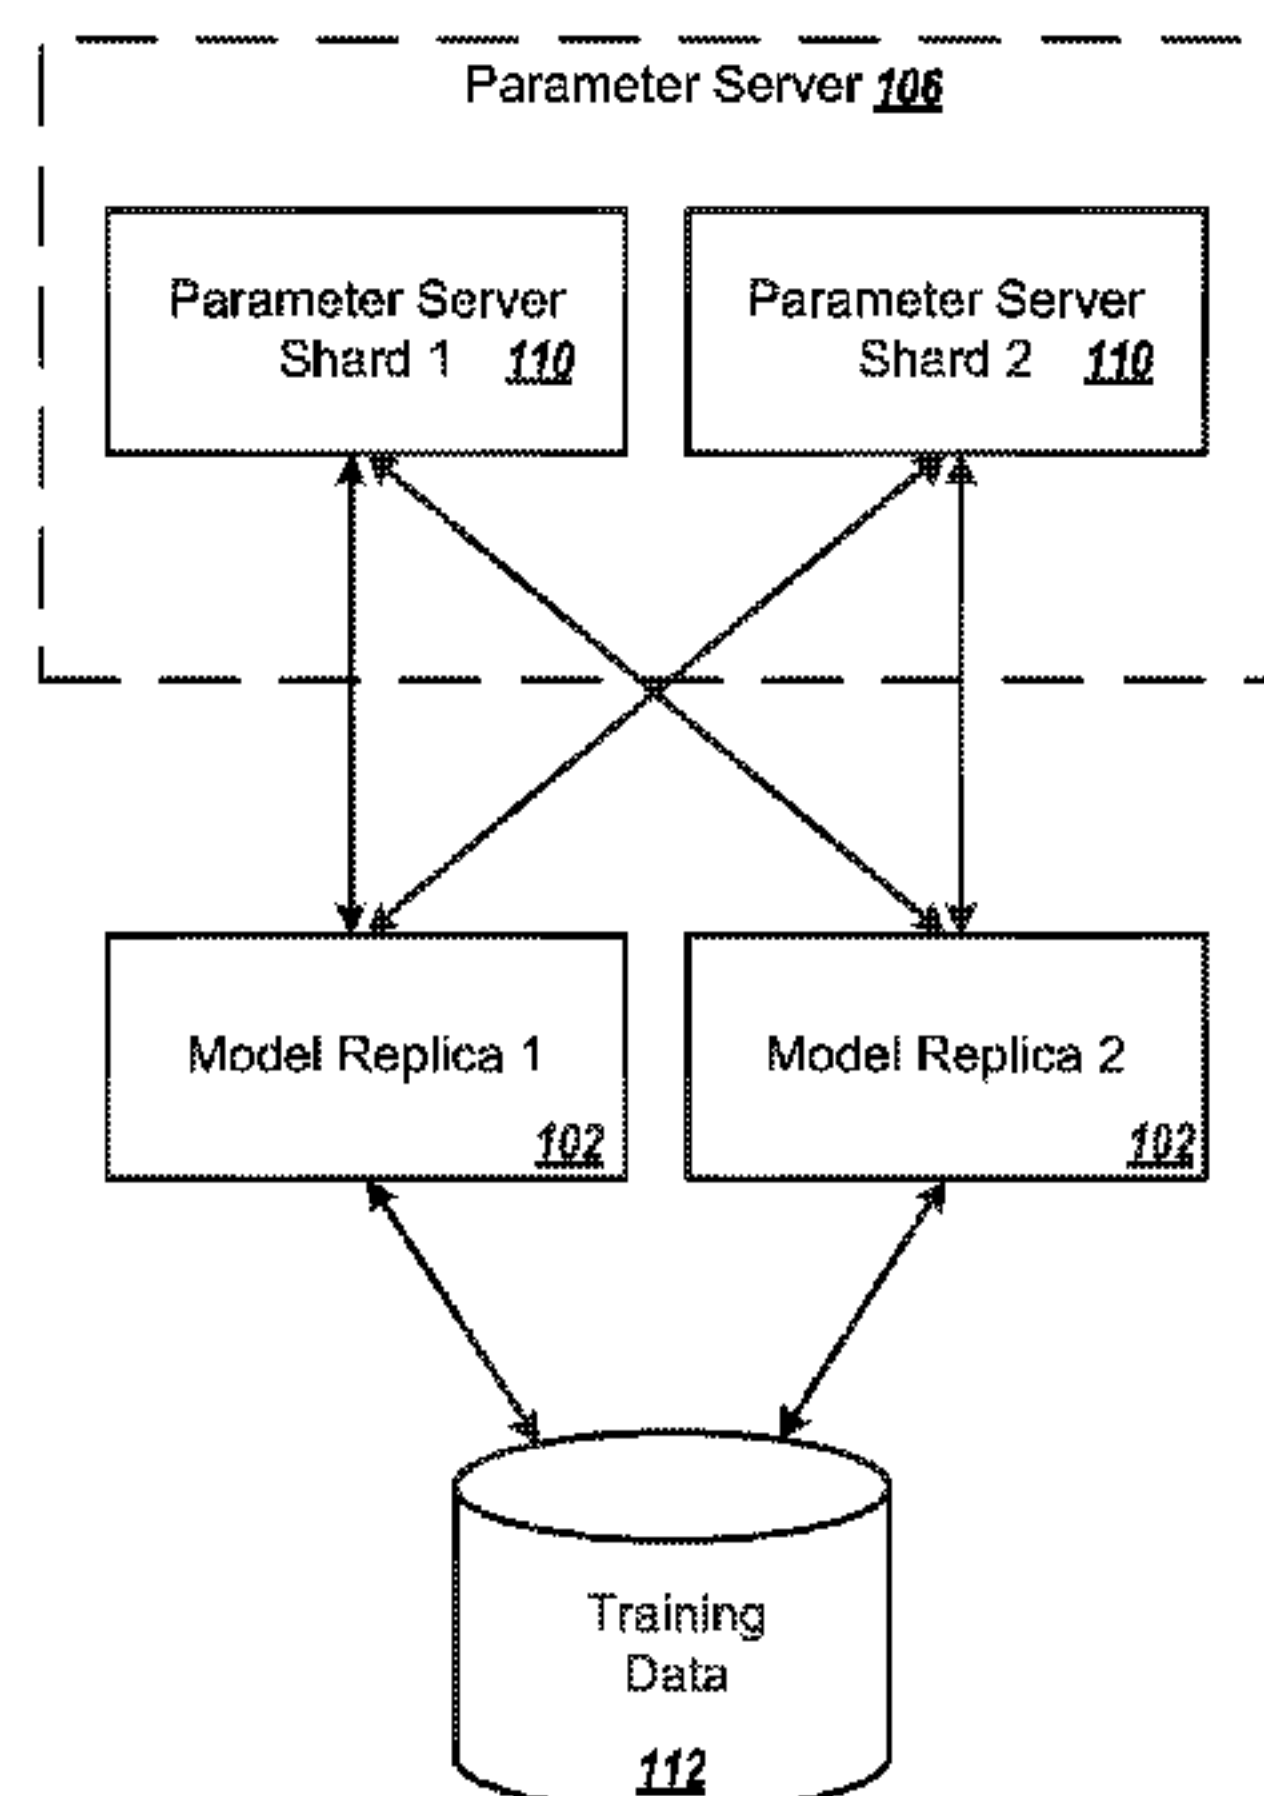 Parameter Server 106
Parameter Server
Shard 1 110
Parameter Server
Shard 2 110
Model Replica 1
102
Model Replica 2
102
Training
Data
112